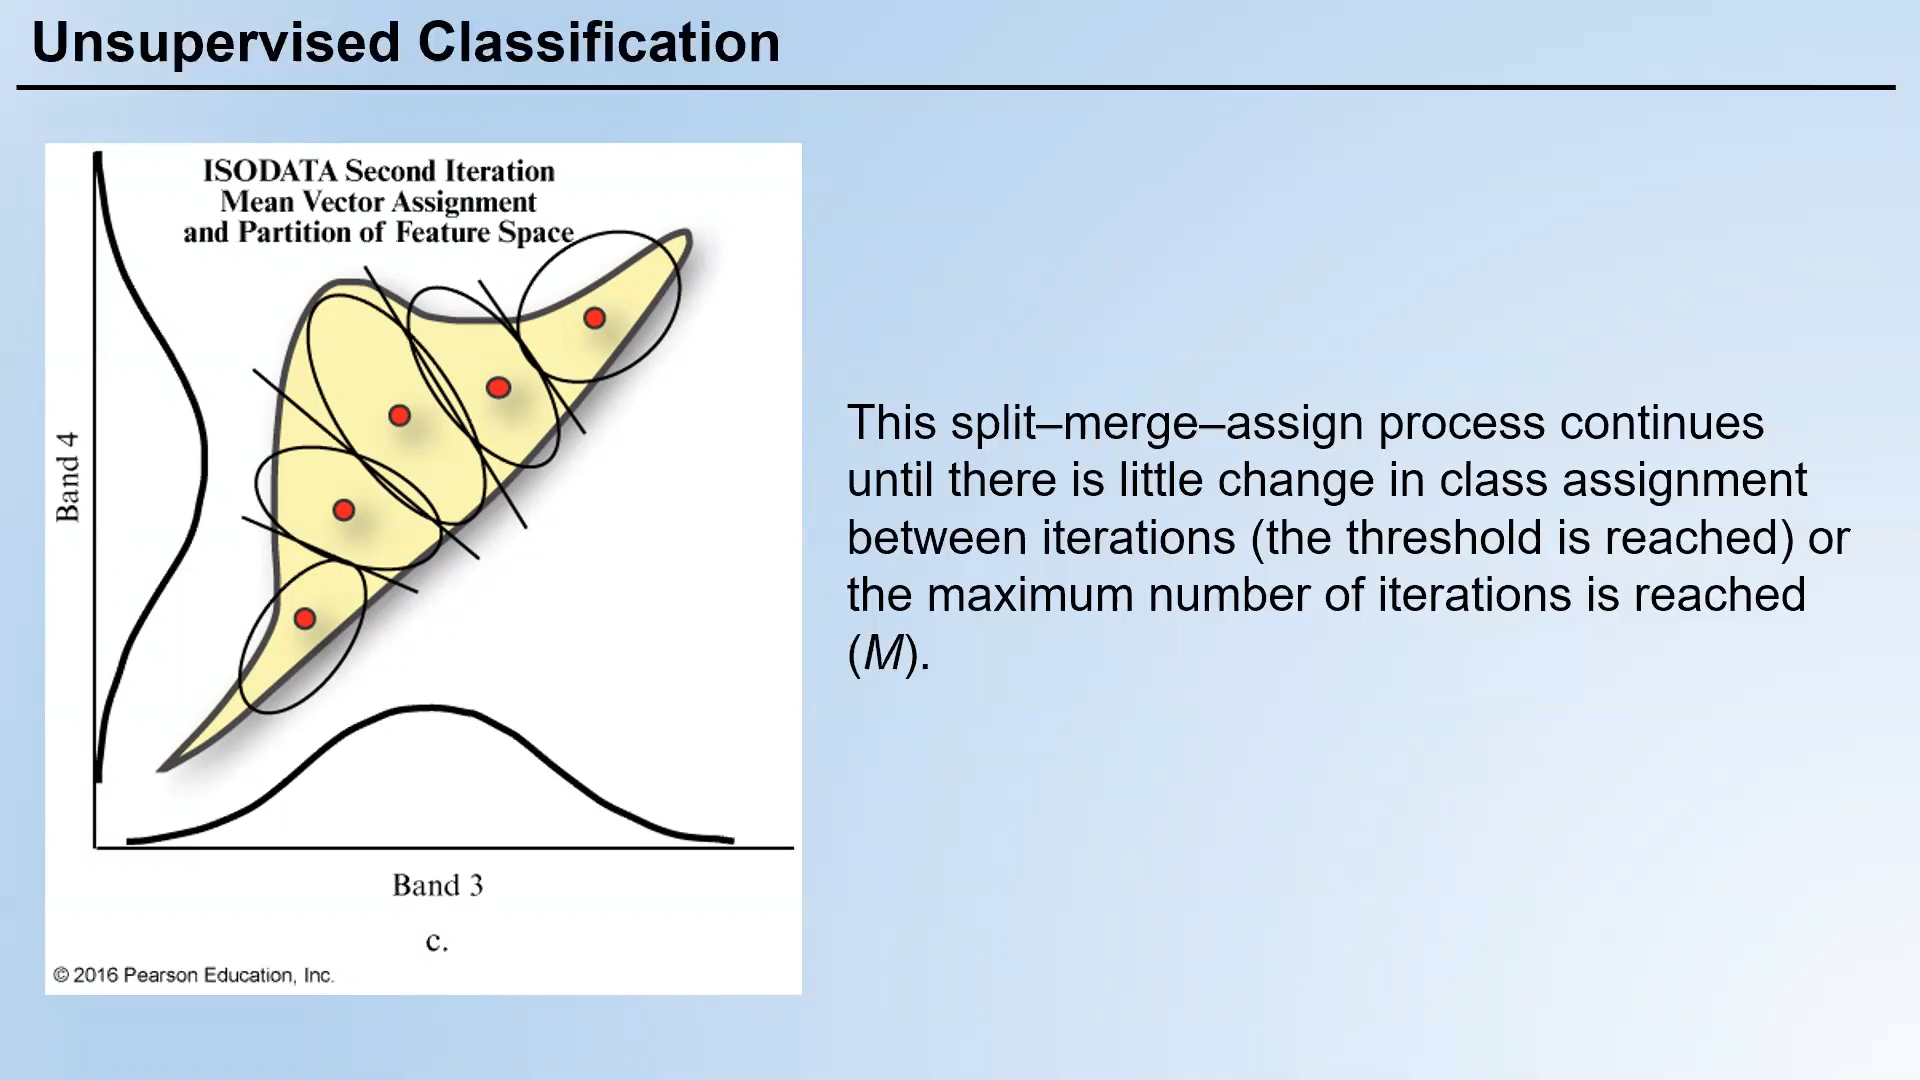 Unsupervised Classification
ISODATA Second Iteration
Mean Vector Assignment
and Partition of Feature Space
Band 4
Band 3
c.
© 2016 Pearson Education, Inc.
This split–merge–assign process continues
until there is little change in class assignment
between iterations (the threshold is reached) or
the maximum number of iterations is reached
(M).